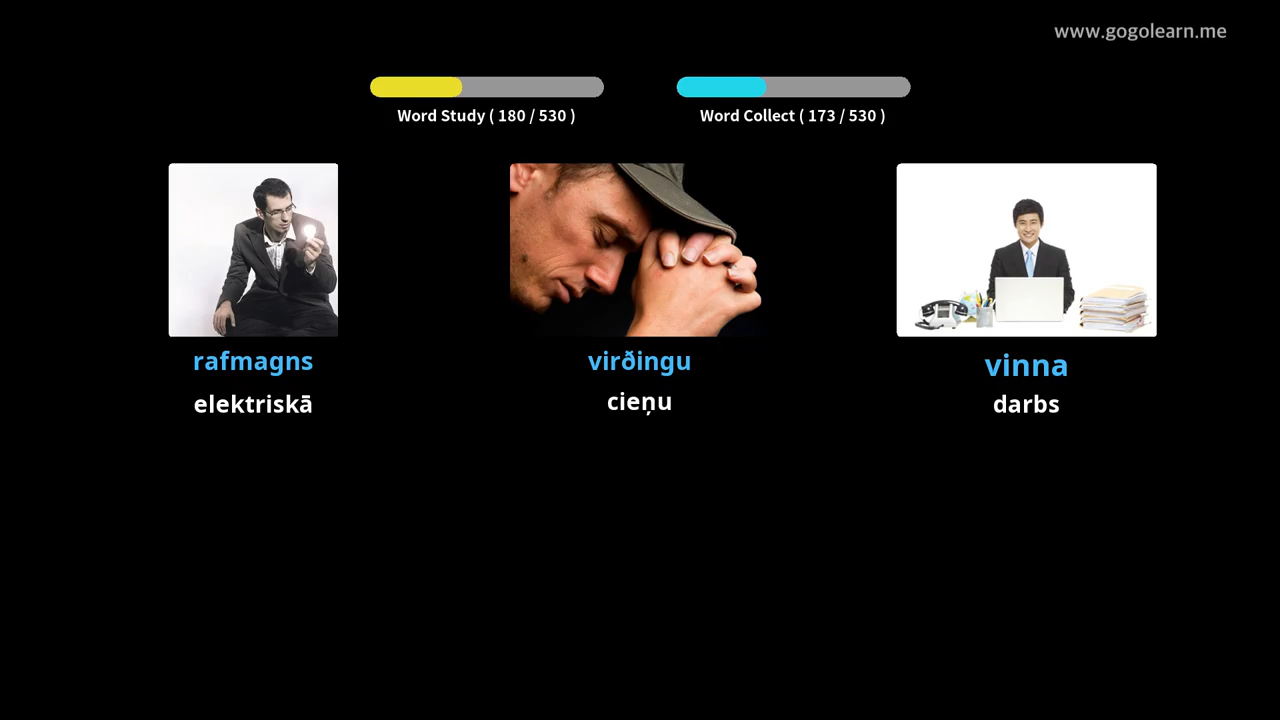 www.gogolearn.me
Word Study ( 180 / 530 )
Word Collect ( 173 / 530 )
rafmagns
virðingu
vinna
elektriskā
cieņu
darbs